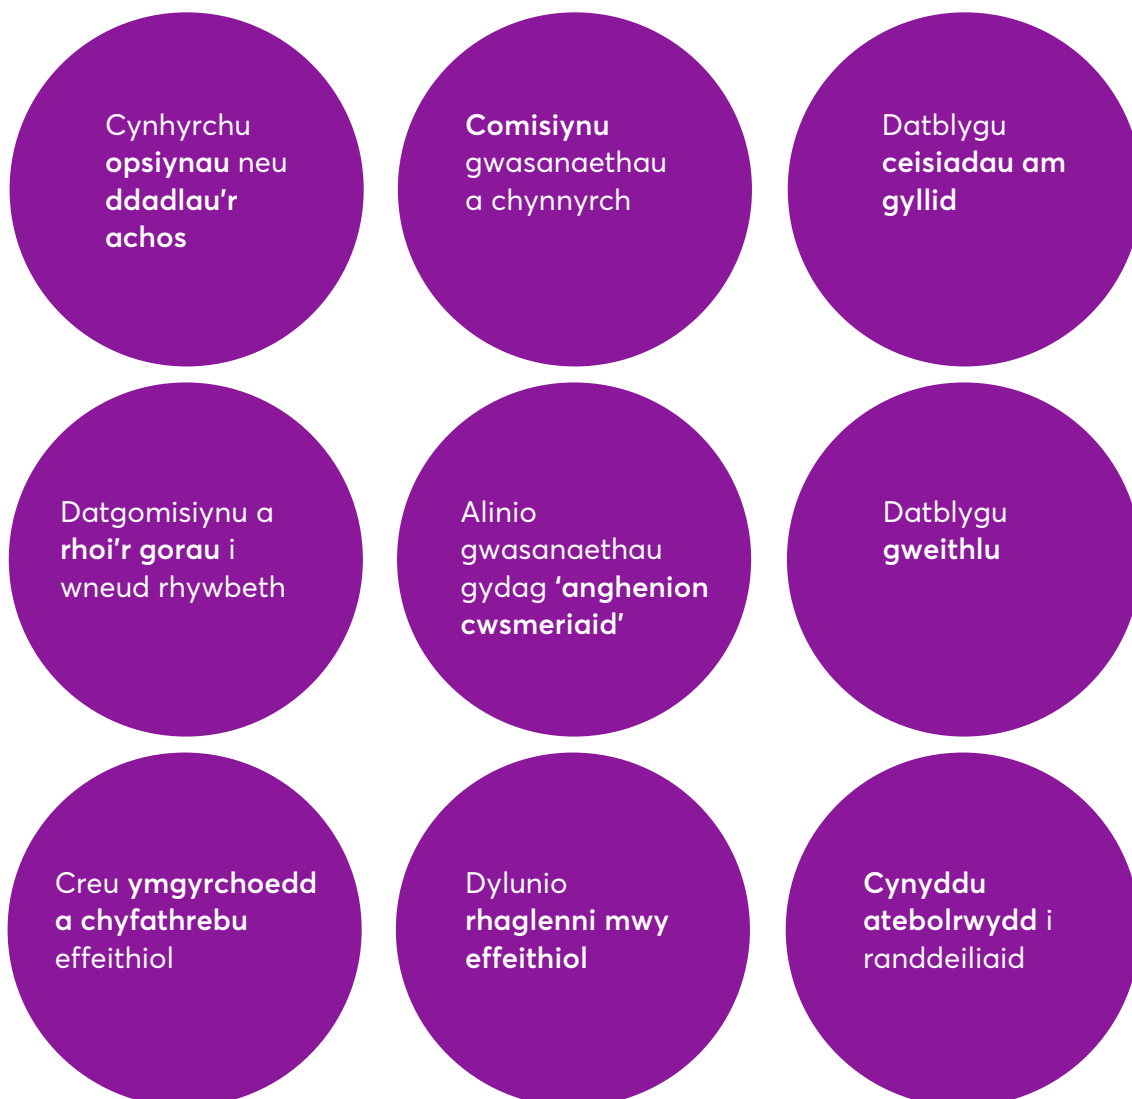 Cynhyrchu
opsiynau neu
ddadlau'r
achos
Comisiynu
gwasanaethau
a chynnyrch
Datblygu
ceisiadau am
gyllid
Datgomisiynu a
rhoi'r gorau i
wneud rhywbeth
Alinio
gwasanaethau
gydag ‘anghenion
cwsmeriaid’
Datblygu
gweithlu
Creu ymgyrchoedd
a chyfathrebu
effeithiol
Dylunio
rhaglenni mwy
effeithiol
Cynyddu
atebolrwydd i
randdeiliaid